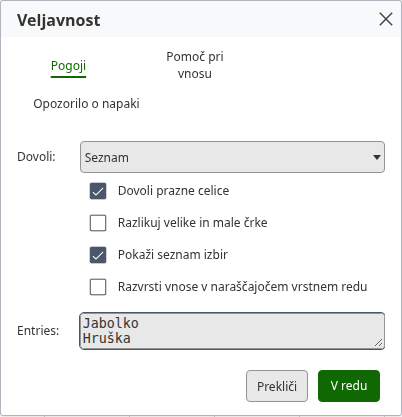 Veljavnost
Pogoji
Pomoč pri
vnosu
Opozorilo o napaki
Dovoli:
Seznam
Dovoli prazne celice
Razlikuj velike in male črke
Pokaži seznam izbir
Razvrsti vnose v naraščajočem vrstnem redu
Entries:
Jabolko
Hruška
Prekliči
V redu